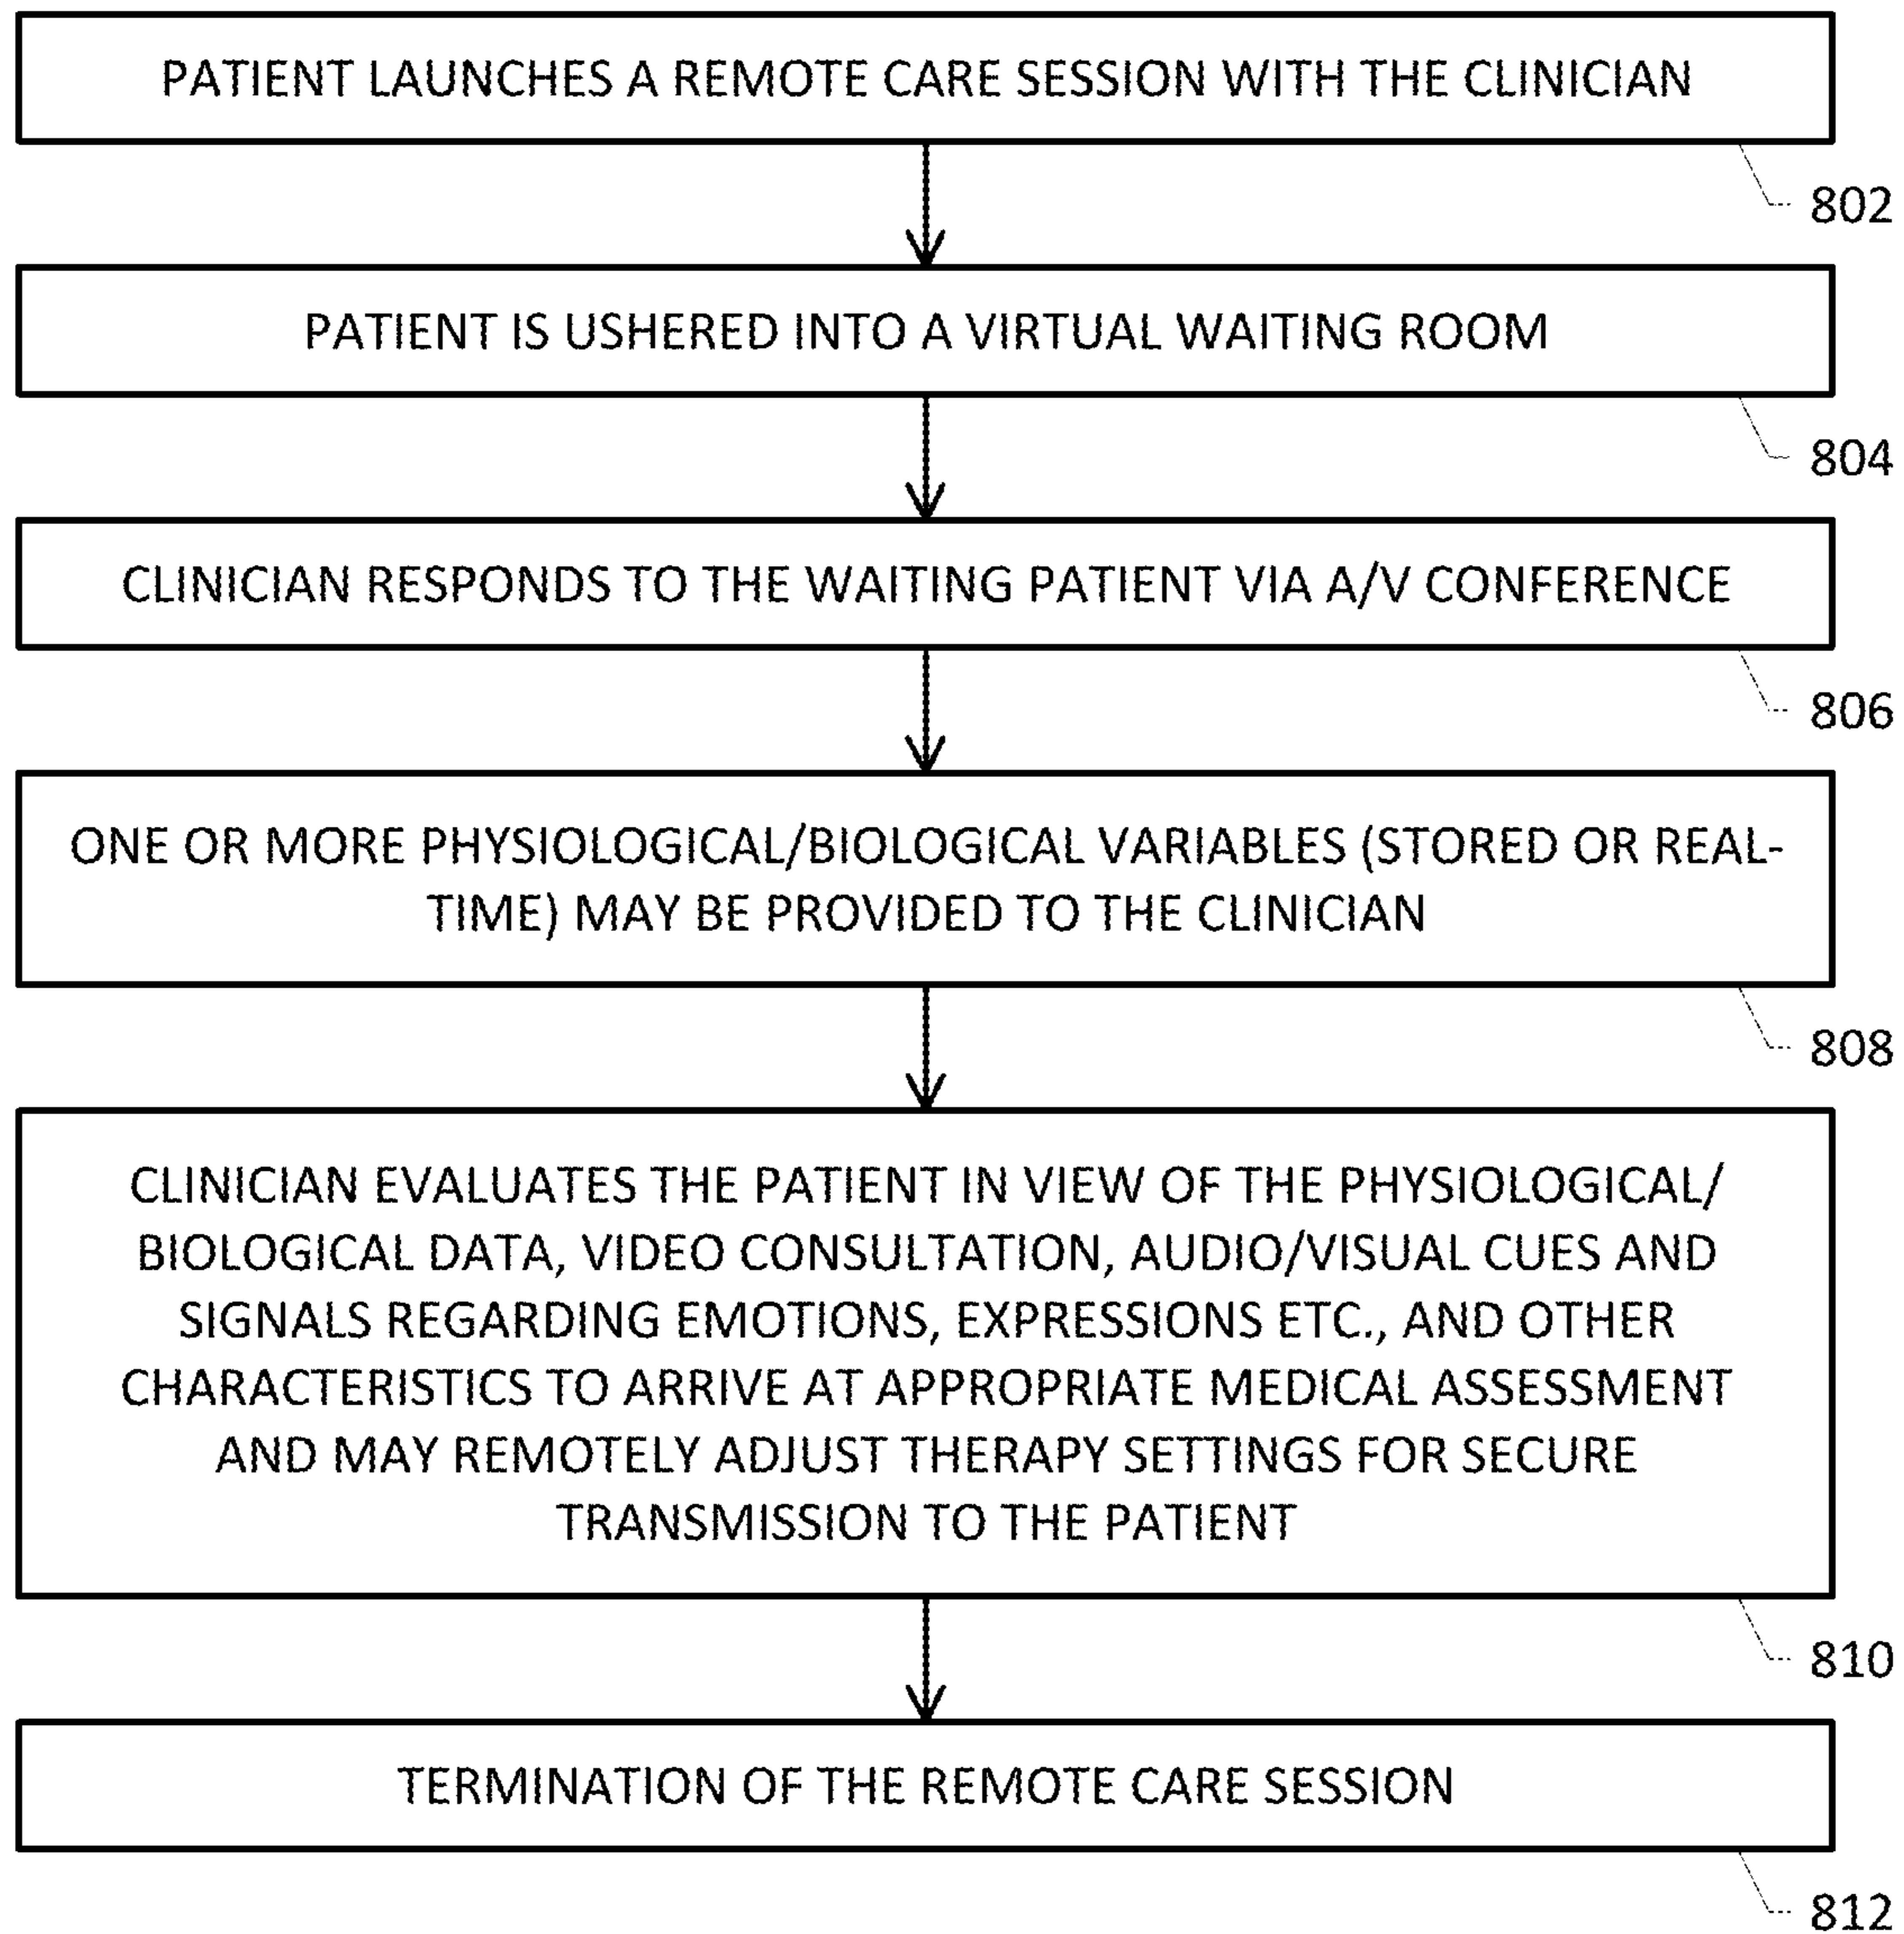 PATIENT LAUNCHES A REMOTE CARE SESSION WITH THE CLINICIAN
802
PATIENT IS USHERED INTO A VIRTUAL WAITING ROOM
804
CLINICIAN RESPONDS TO THE WAITING PATIENT VIA A/V CONFERENCE
806
ONE OR MORE PHYSIOLOGICAL/BIOLOGICAL VARIABLES (STORED OR REAL-
TIME) MAY BE PROVIDED TO THE CLINICIAN
808
CLINICIAN EVALUATES THE PATIENT IN VIEW OF THE PHYSIOLOGICAL/
BIOLOGICAL DATA, VIDEO CONSULTATION, AUDIO/VISUAL CUES AND
SIGNALS REGARDING EMOTIONS, EXPRESSIONS ETC., AND OTHER
CHARACTERISTICS TO ARRIVE AT APPROPRIATE MEDICAL ASSESSMENT
AND MAY REMOTELY ADJUST THERAPY SETTINGS FOR SECURE
TRANSMISSION TO THE PATIENT
810
TERMINATION OF THE REMOTE CARE SESSION
812